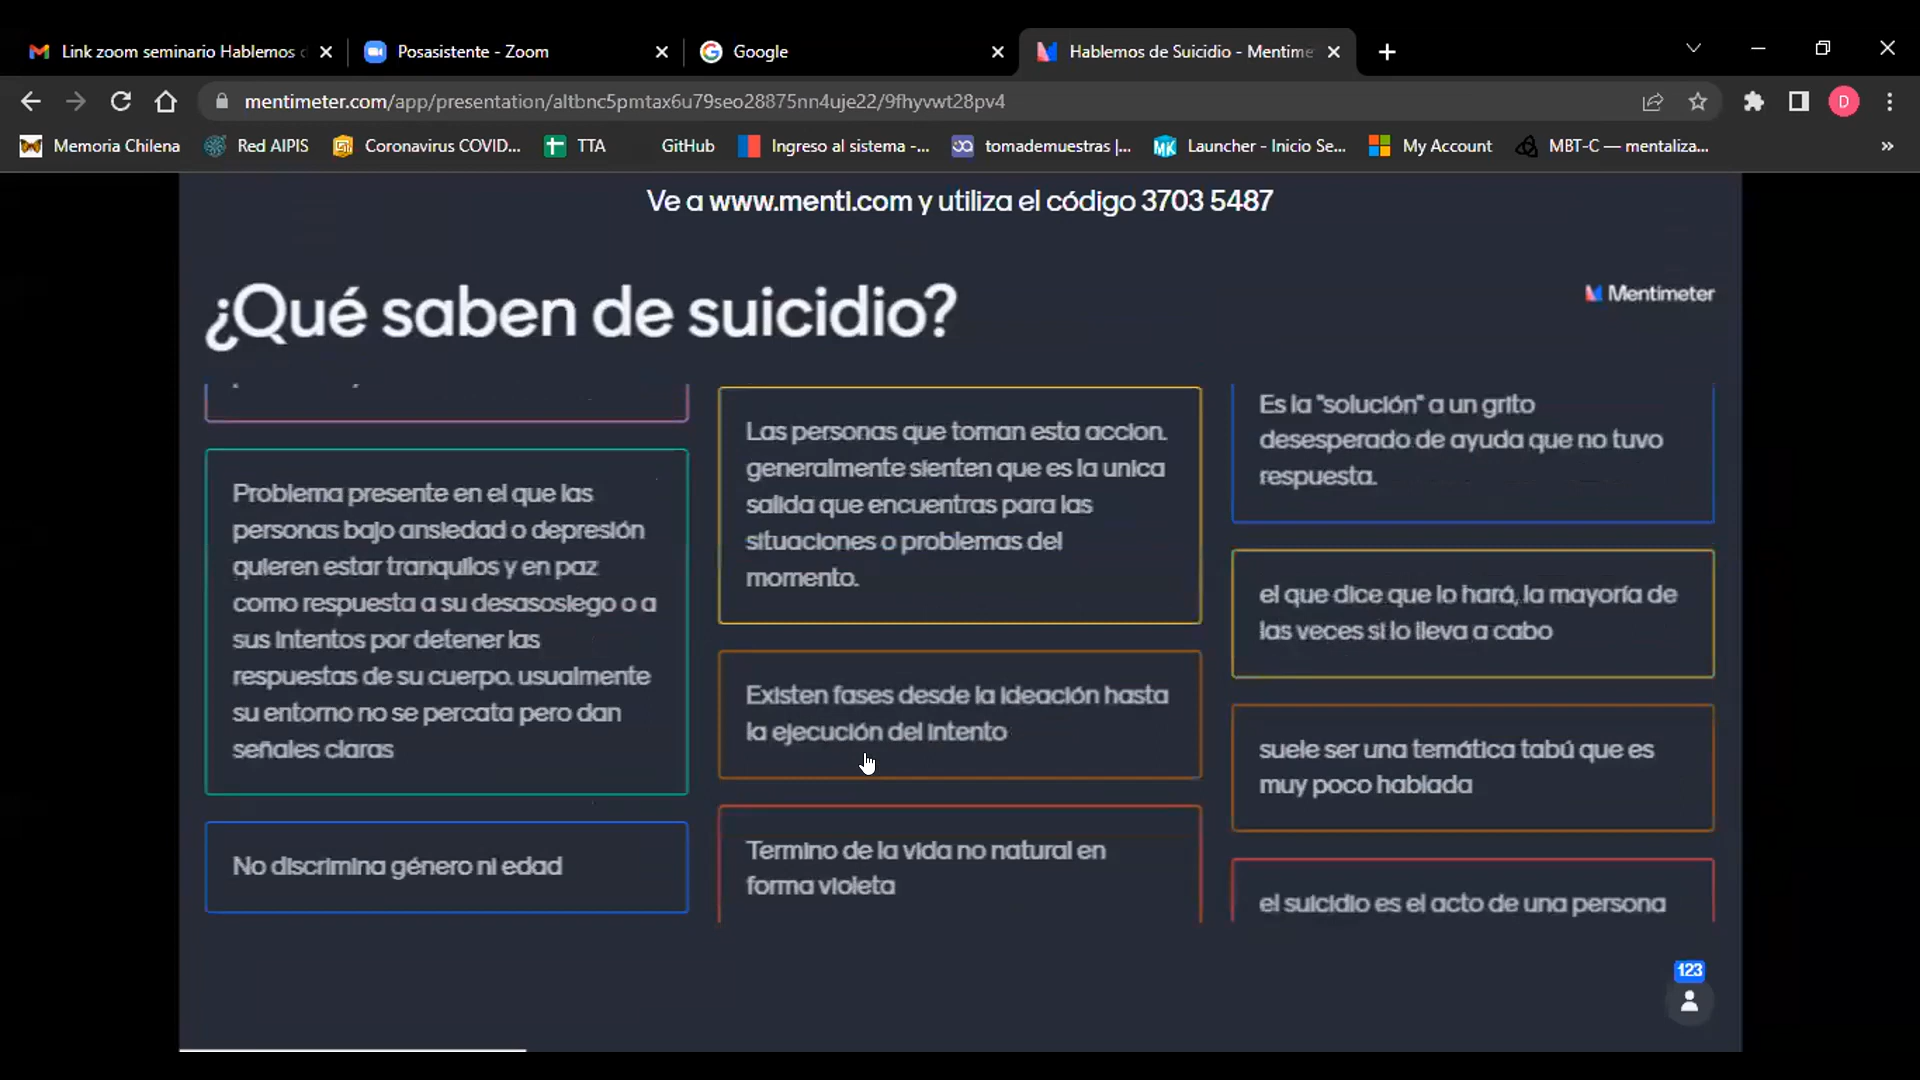 Link zoom seminario Hablemos d
Posasistente - Zoom
Google
Hablemos de Suicidio - Mentime
mentimeter.com/app/presentation/altbnc5pmtax6u79seo28875nn4uje22/9fhyvwt28pv4
D
Memoria Chilena
Red AIPIS
Coronavirus COVID...
TTA
GitHub
Ingreso al sistema -...
tomademuestras |...
Launcher - Inicio Se...
My Account
MBT-C — mentaliza...
Ve a www.menti.com y utiliza el código 3703 5487
¿Qué saben de suicidio?
Mentimeter
Problema presente en el que las
personas bajo ansiedad o depresión
quieren estar tranquilos y en paz
como respuesta a su desasosiego o a
sus intentos por detener las
respuestas de su cuerpo. usualmente
su entorno no se percata pero dan
señales claras
No discrimina género ni edad
Las personas que toman esta accion.
generalmente sienten que es la unica
salida que encuentras para las
situaciones o problemas del
momento.
Existen fases desde la ideación hasta
la ejecución del intento
Termino de la vida no natural en
forma violeta
Es la "solución" a un grito
desesperado de ayuda que no tuvo
respuesta.
el que dice que lo hará, la mayoría de
las veces si lo lleva a cabo
suele ser una temática tabú que es
muy poco hablada
el suicidio es el acto de una persona
123